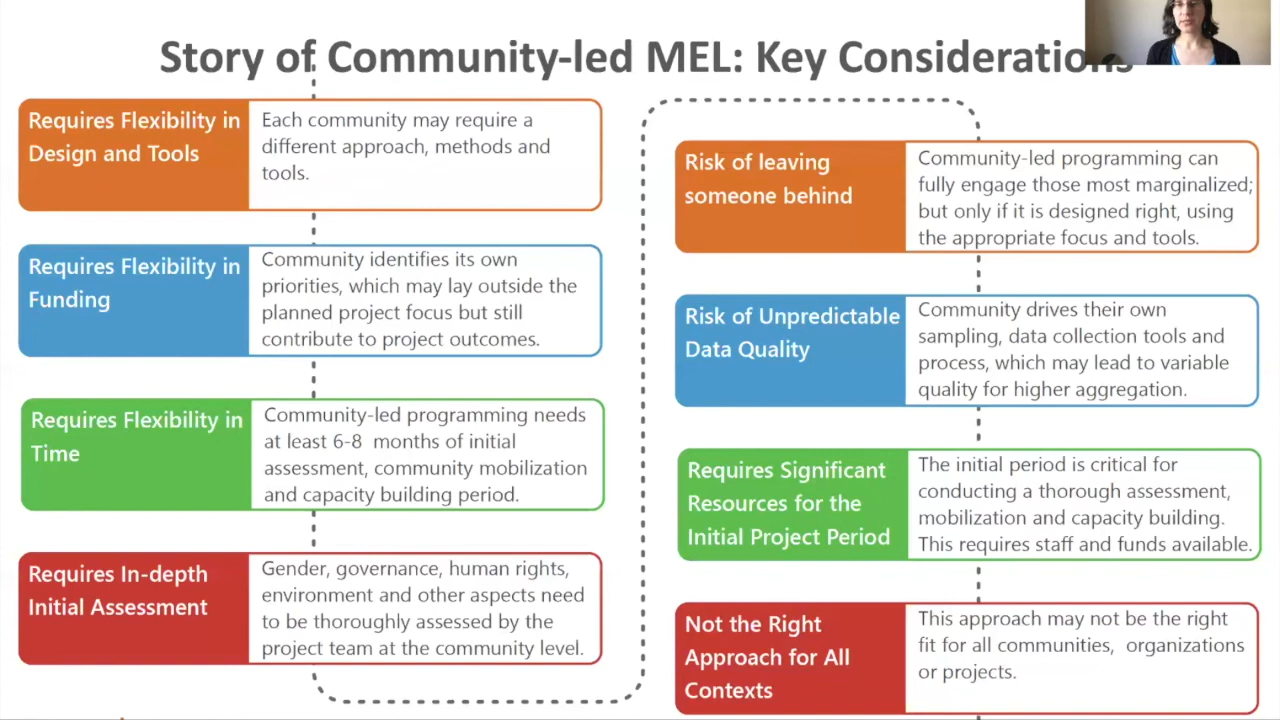 Story of Community-led MEL: Key Considerations
Requires Flexibility in
Design and Tools
Each community may require a
different approach, methods and
tools.
Requires Flexibility in
Funding
Community identifies its own
priorities, which may lay outside the
planned project focus but still
contribute to project outcomes.
Requires Flexibility in
Time
Community-led programming needs
at least 6-8 months of initial
assessment, community mobilization
and capacity building period.
Requires In-depth
Initial Assessment
Gender, governance, human rights,
environment and other aspects need
to be thoroughly assessed by the
project team at the community level.
Risk of leaving
someone behind
Community-led programming can
fully engage those most marginalized;
but only if it is designed right, using
the appropriate focus and tools.
Risk of Unpredictable
Data Quality
Community drives their own
sampling, data collection tools and
process, which may lead to variable
quality for higher aggregation.
Requires Significant
Resources for the
Initial Project Period
The initial period is critical for
conducting a thorough assessment,
mobilization and capacity building.
This requires staff and funds available.
Not the Right
Approach for All
Contexts
This approach may not be the right
fit for all communities, organizations
or projects.